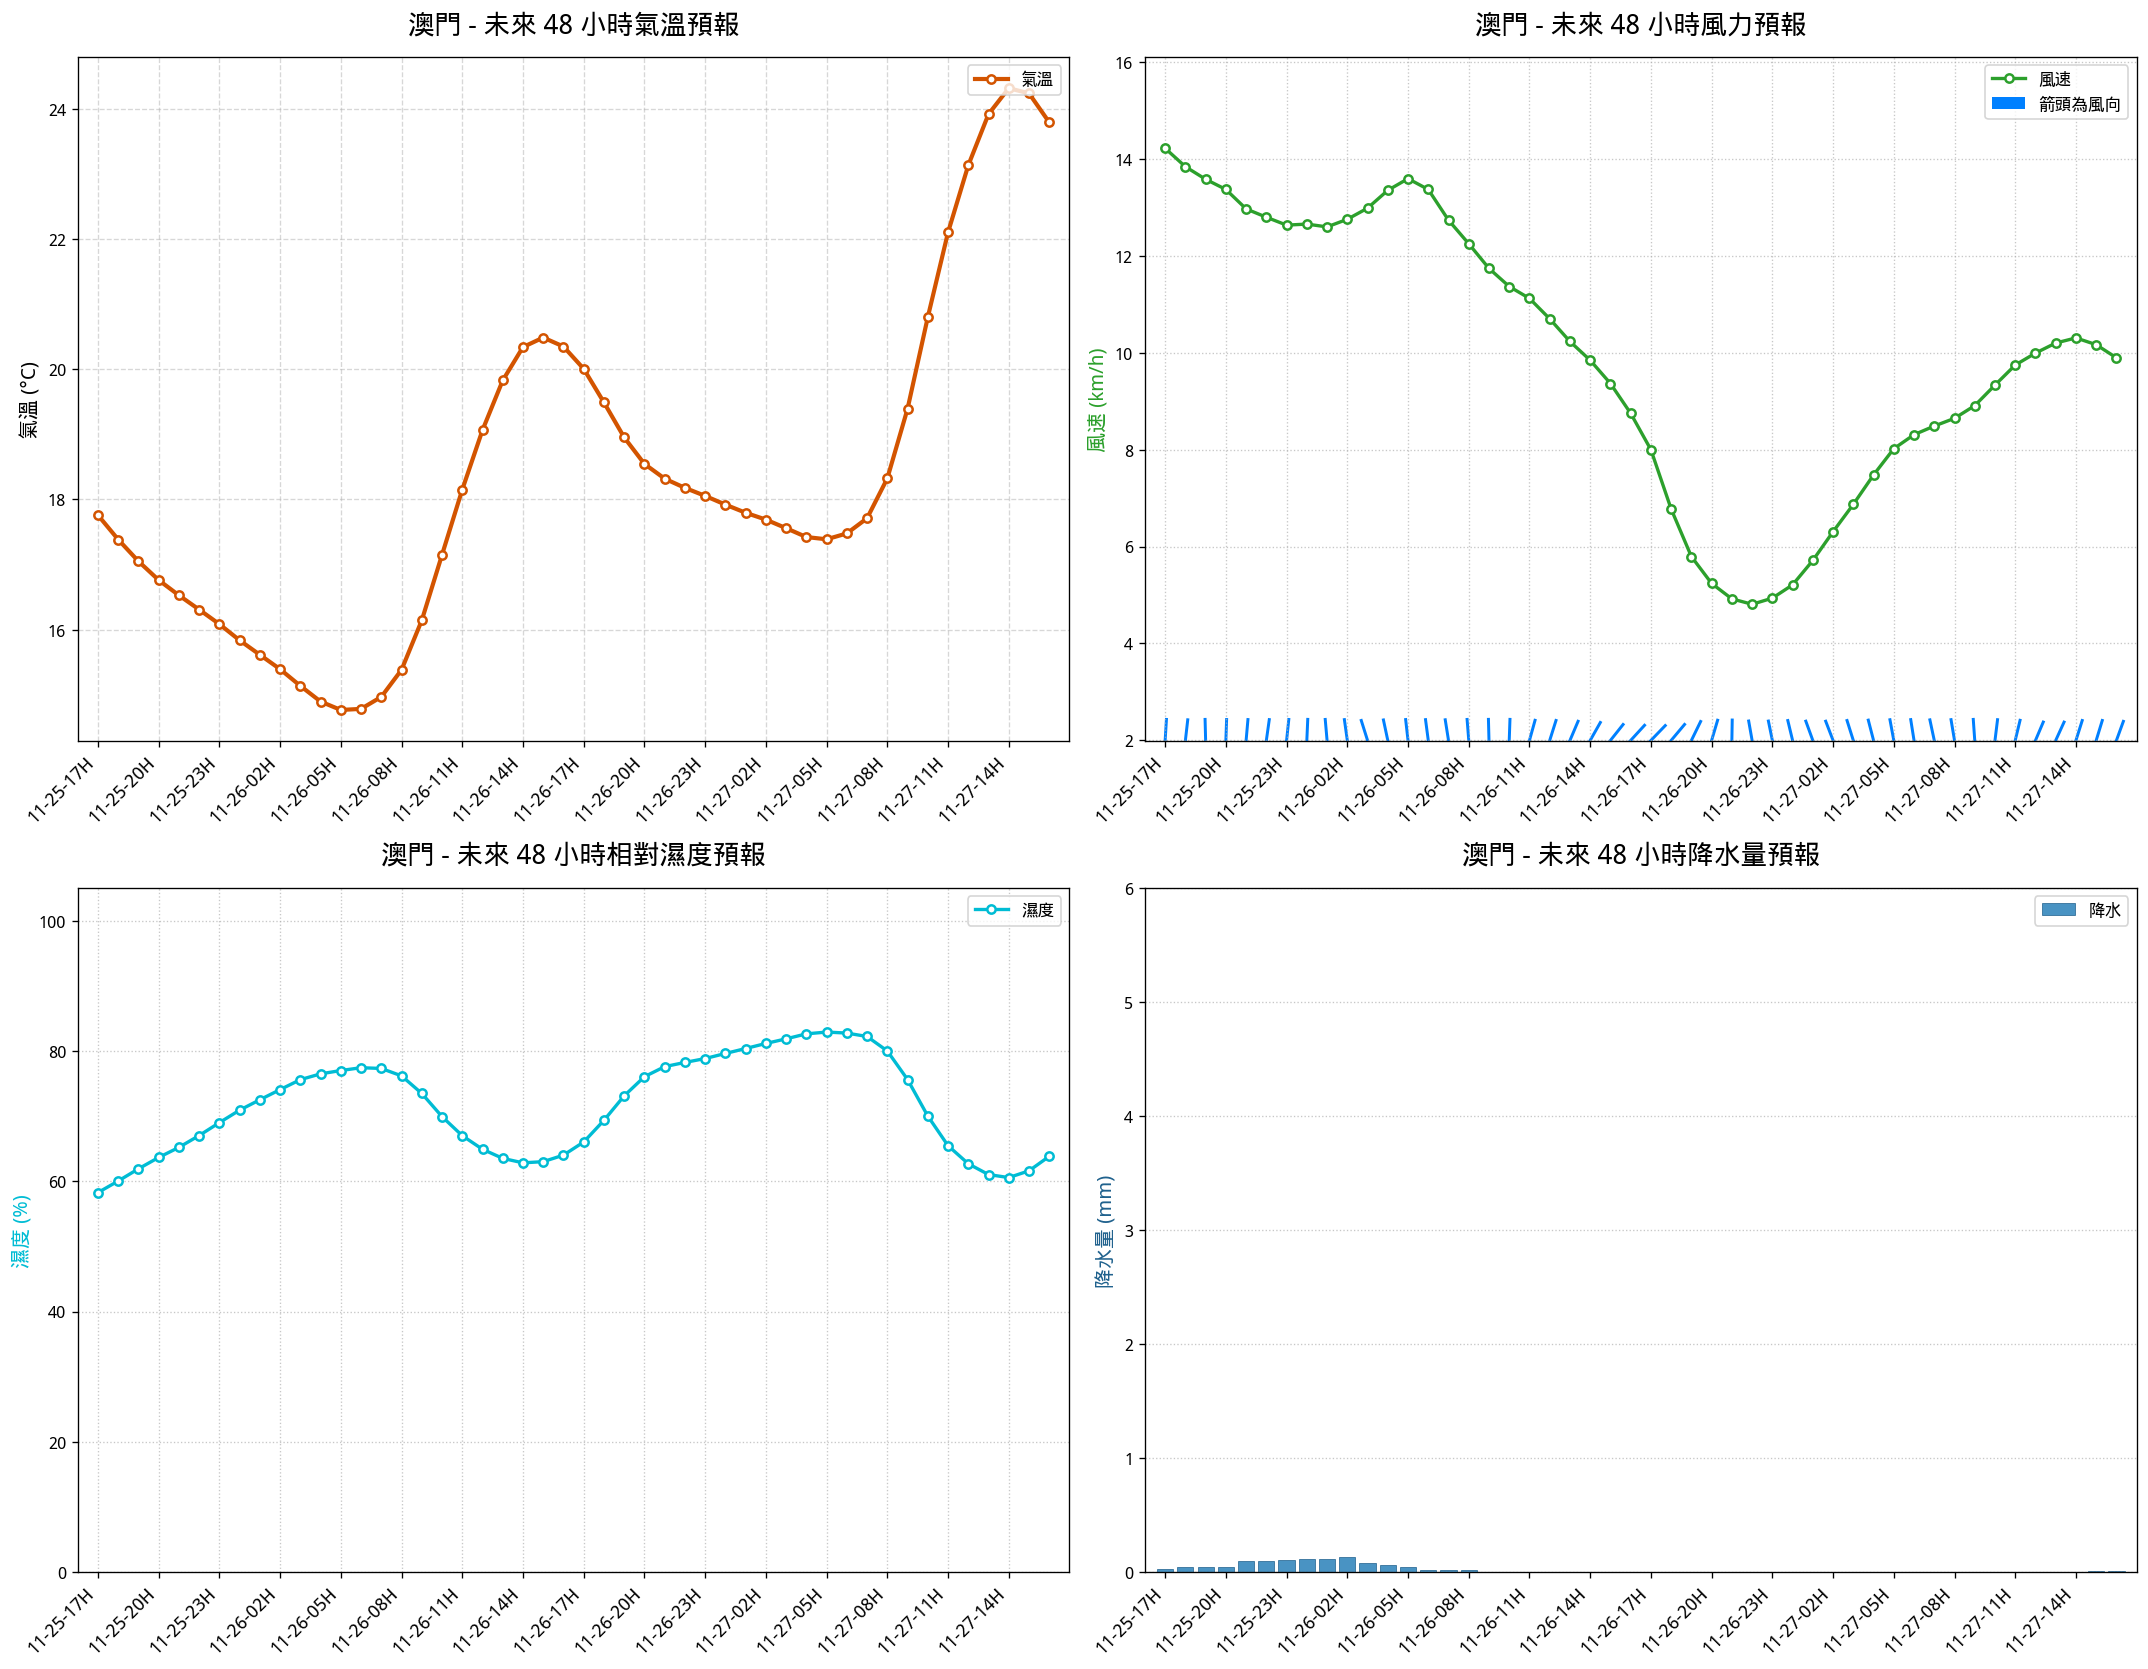 澳門 - 未來 48 小時氣溫預報
氣溫
氣溫 (°C)
24
22
20
18
16
11-25-17H
11-25-20H
11-25-23H
11-26-02H
11-26-05H
11-26-08H
11-26-11H
11-26-14H
11-26-17H
11-26-20H
11-26-23H
11-27-02H
11-27-05H
11-27-08H
11-27-11H
11-27-14H
澳門 - 未來 48 小時風力預報
風速
箭頭為風向
風速 (km/h)
16
14
12
10
8
6
4
2
11-25-17H
11-25-20H
11-25-23H
11-26-02H
11-26-05H
11-26-08H
11-26-11H
11-26-14H
11-26-17H
11-26-20H
11-26-23H
11-27-02H
11-27-05H
11-27-08H
11-27-11H
11-27-14H
澳門 - 未來 48 小時相對濕度預報
濕度
濕度 (%)
100
80
60
40
20
0
11-25-17H
11-25-20H
11-25-23H
11-26-02H
11-26-05H
11-26-08H
11-26-11H
11-26-14H
11-26-17H
11-26-20H
11-26-23H
11-27-02H
11-27-05H
11-27-08H
11-27-11H
11-27-14H
澳門 - 未來 48 小時降水量預報
降水
降水量 (mm)
6
5
4
3
2
1
0
11-25-17H
11-25-20H
11-25-23H
11-26-02H
11-26-05H
11-26-08H
11-26-11H
11-26-14H
11-26-17H
11-26-20H
11-26-23H
11-27-02H
11-27-05H
11-27-08H
11-27-11H
11-27-14H